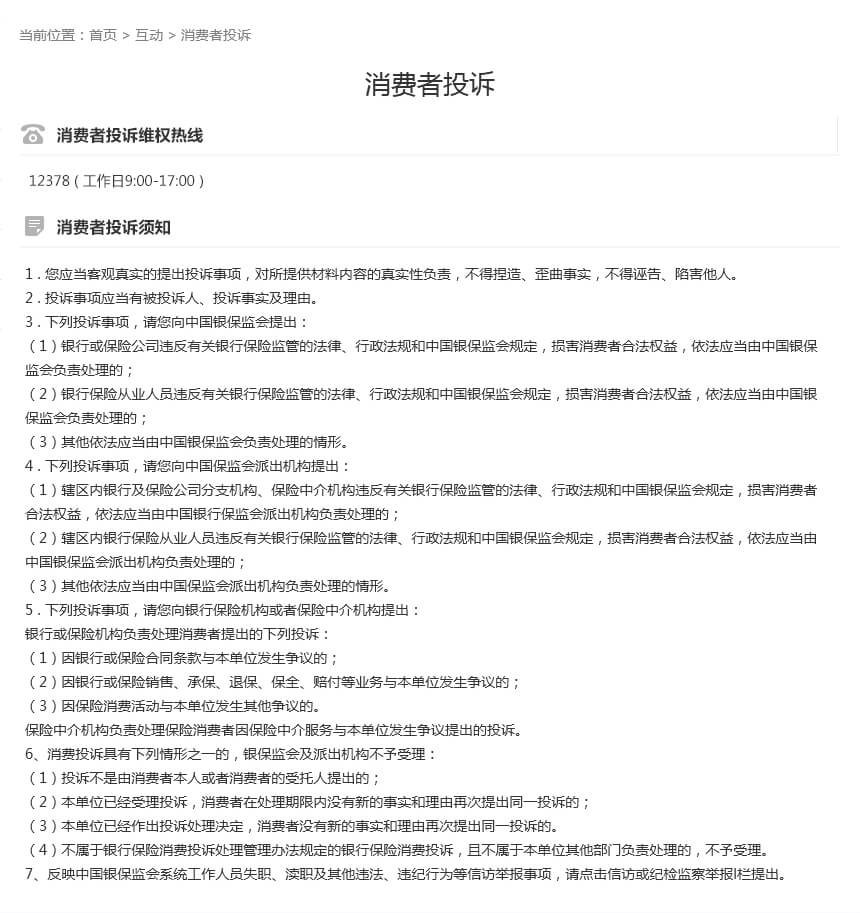 当前位置：首页 > 互动 > 消费者投诉
消费者投诉
消费者投诉维权热线
12378 ( 工作日9:00-17:00 )
消费者投诉须知
1 . 您应当客观真实的提出投诉事项，对所提供材料内容的真实性负责，不得捏造、歪曲事实，不得诬告、陷害他人。
2 . 投诉事项应当有被投诉人、投诉事实及理由。
3 . 下列投诉事项，请您向中国银保监会提出：
（1）银行或保险公司违反有关银行保险监管的法律、行政法规和中国银保监会规定，损害消费者合法权益，依法应当由中国银保
监会负责处理的；
（2）银行保险从业人员违反有关银行保险监管的法律、行政法规和中国银保监会规定，损害消费者合法权益，依法应当由中国银
保监会负责处理的；
（3）其他依法应当由中国银保监会负责处理的情形。
4 . 下列投诉事项，请您向中国保监会派出机构提出：
（1）辖区内银行及保险公司分支机构、保险中介机构违反有关银行保险监管的法律、行政法规和中国银保监会规定，损害消费者
合法权益，依法应当由中国银行保监会派出机构负责处理的；
（2）辖区内银行保险从业人员违反有关银行保险监管的法律、行政法规和中国银保监会规定，损害消费者合法权益，依法应当由
中国银保监会派出机构负责处理的；
（3）其他依法应当由中国保监会派出机构负责处理的情形。
5 . 下列投诉事项，请您向银行保险机构或者保险中介机构提出：
银行或保险机构负责处理消费者提出的下列投诉：
（1）因银行或保险合同条款与本单位发生争议的；
（2）因银行或保险销售、承保、退保、保全、赔付等业务与本单位发生争议的；
（3）因保险消费活动与本单位发生其他争议的。
保险中介机构负责处理保险消费者因保险中介服务与本单位发生争议提出的投诉。
6、消费投诉具有下列情形之一的，银保监会及派出机构不予受理：
（1）投诉不是由消费者本人或者消费者的受托人提出的；
（2）本单位已经受理投诉，消费者在处理期限内没有新的事实和理由再次提出同一投诉的；
（3）本单位已经作出投诉处理决定，消费者没有新的事实和理由再次提出同一投诉的。
（4）不属于银行保险消费投诉处理管理办法规定的银行保险消费投诉，且不属于本单位其他部门负责处理的，不予受理。
7、反映中国银保监会系统工作人员失职、渎职及其他违法、违纪行为等信访举报事项，请点击信访或纪检监察举报l栏提出。